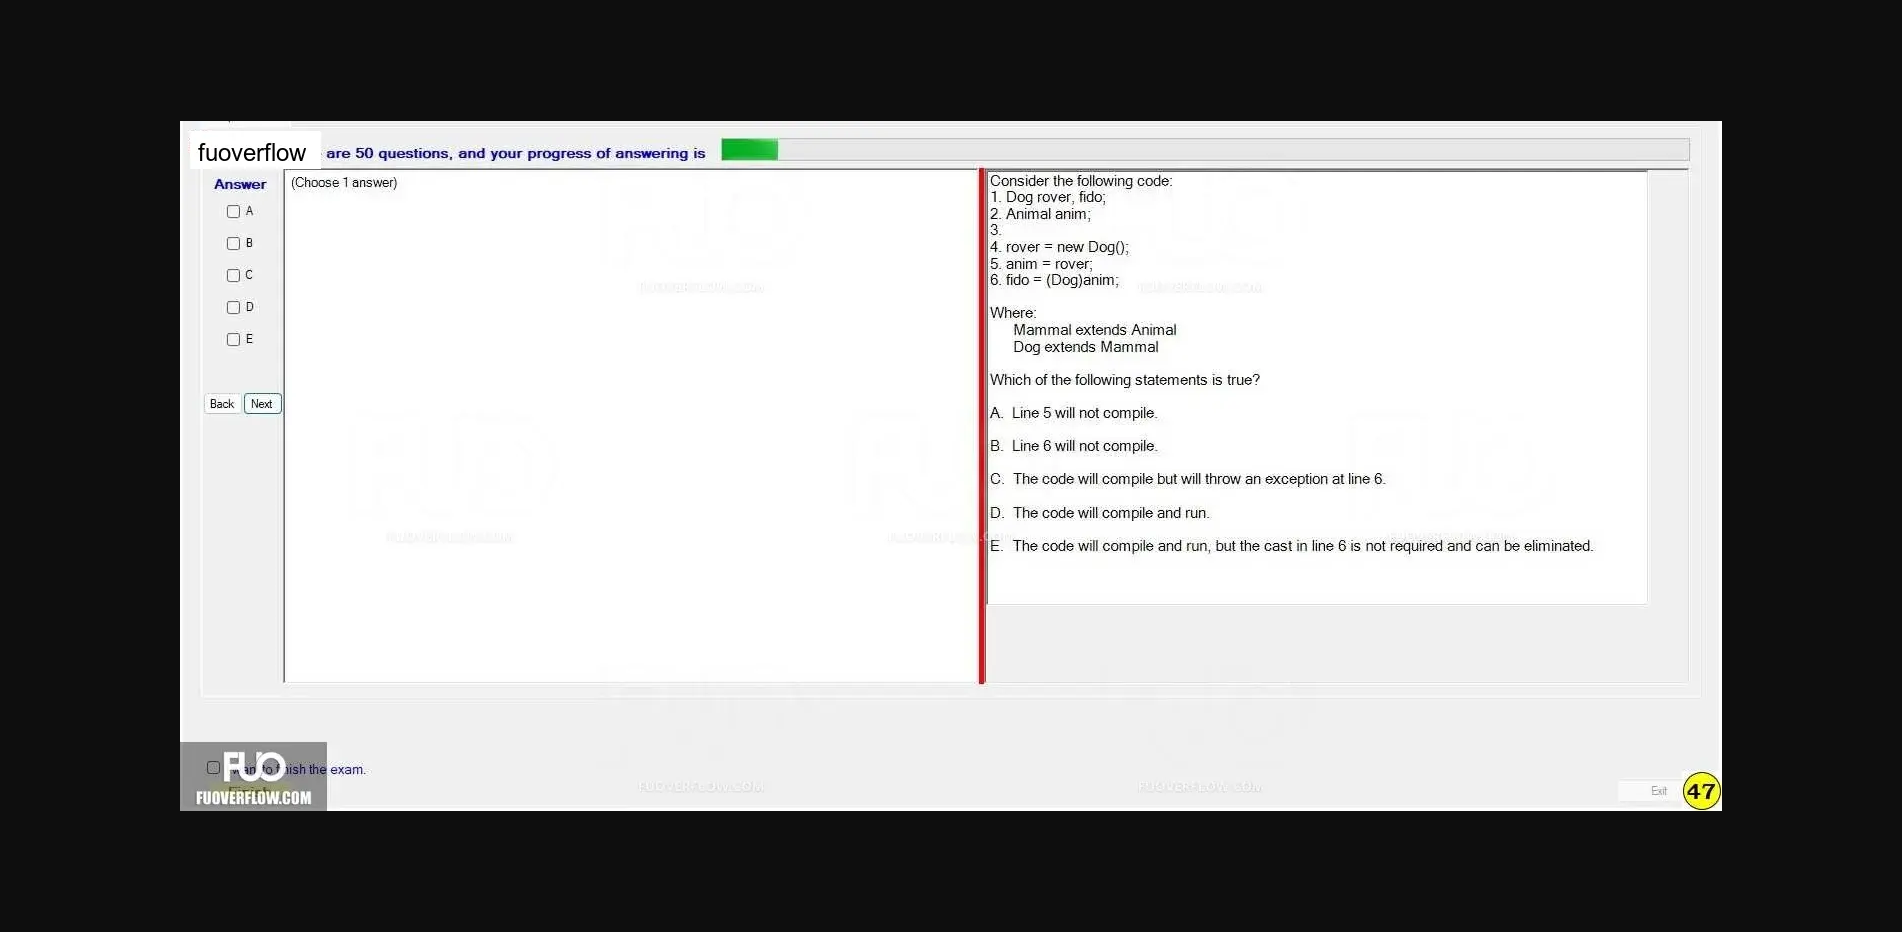 fuoverflow are 50 questions, and your progress of answering is
Answer
(Choose 1 answer)
A
B
C
D
E
Back Next
Consider the following code:
1. Dog rover, fido;
2. Animal anim;
3.
4. rover = new Dog();
5. anim = rover;
6. fido = (Dog)anim;
Where:
Mammal extends Animal
Dog extends Mammal
Which of the following statements is true?
A. Line 5 will not compile.
B. Line 6 will not compile.
C. The code will compile but will throw an exception at line 6.
D. The code will compile and run.
E. The code will compile and run, but the cast in line 6 is not required and can be eliminated.
FUO
the exam.
FUOVERFLOW.COM
FUOVERFLOW.COM
FUOVERFLOW.COM
Exit
47